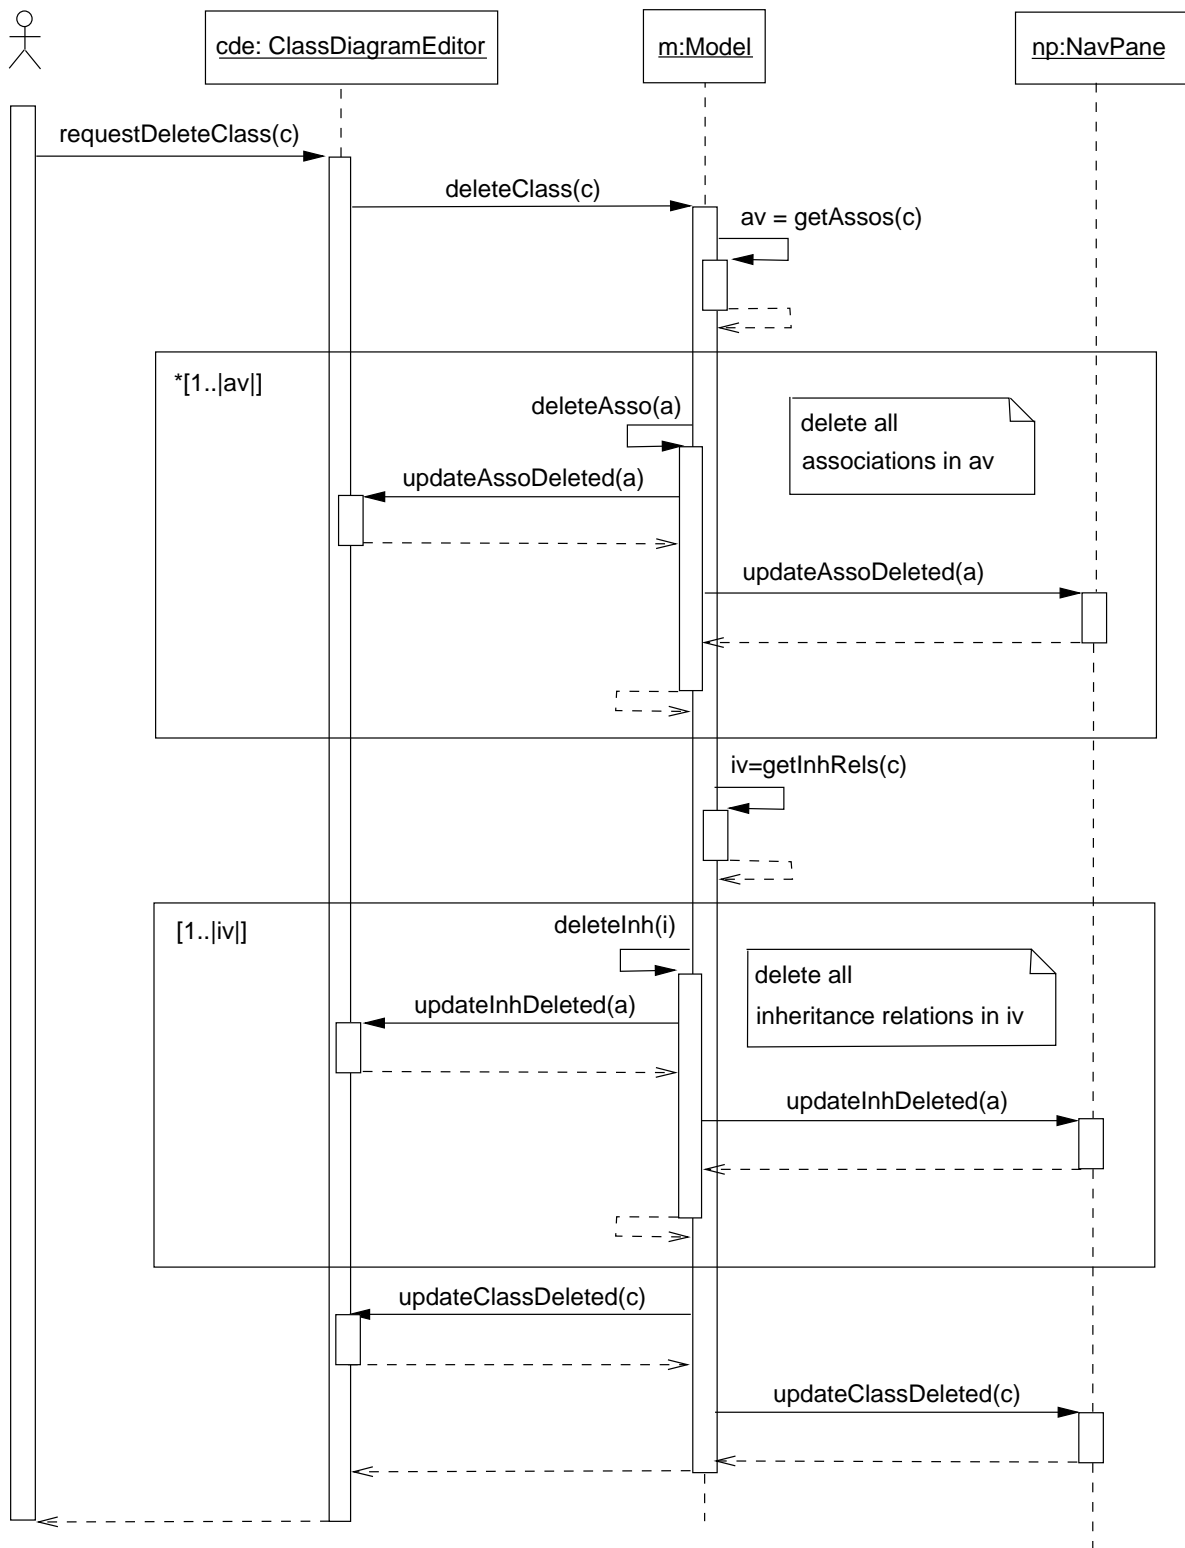 cde: ClassDiagramEditor
m:Model
np:NavPane
requestDeleteClass(c)
deleteClass(c)
av = getAssos(c)
*[1..|av|]
deleteAsso(a)
delete all
associations in av
updateAssoDeleted(a)
updateAssoDeleted(a)
iv=getInhRels(c)
[1..|iv|]
deleteInh(i)
delete all
inheritance relations in iv
updateInhDeleted(a)
updateInhDeleted(a)
updateClassDeleted(c)
updateClassDeleted(c)